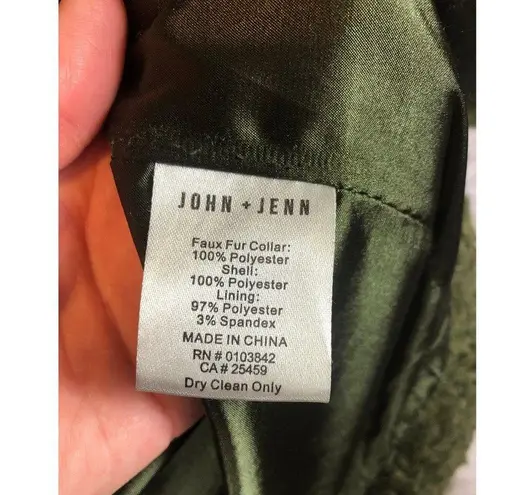 JOHN + JENN
Faux Fur Collar:
100% Polyester
Shell:
100% Polyester
Lining:
97% Polyester
3% Spandex
MADE IN CHINA
RN # 0103842
CA # 25459
Dry Clean Only